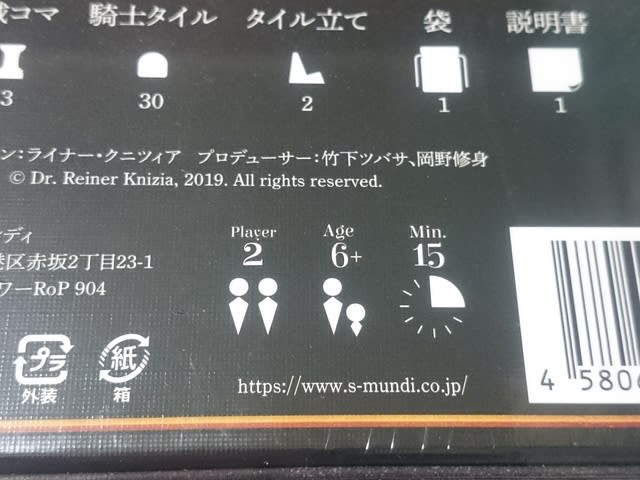 コマ 騎士タイル タイル立て 袋 説明書
3 30 2 1 1
ン：ライナー・クニツィア プロデューサー：竹下ツバサ、岡野修身
© Dr. Reiner Knizia, 2019. All rights reserved.
ンディ
港区赤坂2丁目23-1
ワーRoP 904
Player Age Min.
2 6+ 15
プラ 紙
外装 箱
https://www.s-mundi.co.jp/
4 5806